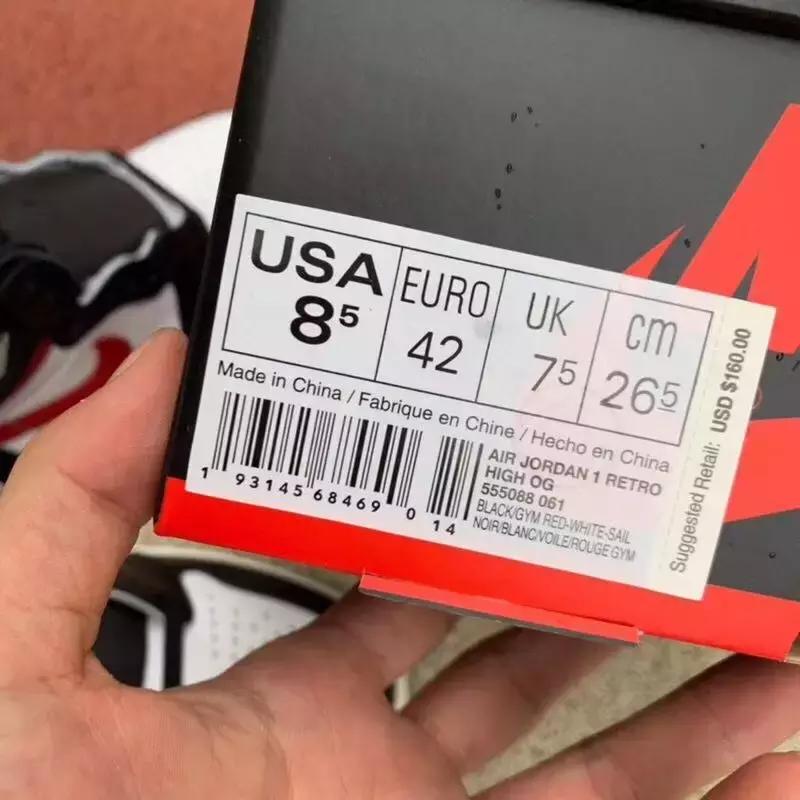 USA EURO UK cm
8⁵ 42 7⁵ 26⁵
Made in China / Fabrique en Chine / Hecho en China
1 93145 68469 0 14
AIR JORDAN 1 RETRO
HIGH OG
555088 061
BLACK/GYM RED-WHITE-SAIL
NOIR/BLANC/VOILE/ROUGE GYM
Suggested Retail: USD $160.00